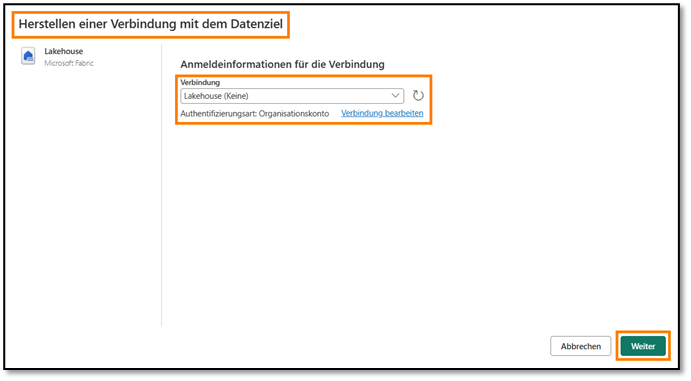 Herstellen einer Verbindung mit dem Datenziel
Lakehouse
Microsoft Fabric
Anmeldeinformationen für die Verbindung
Verbindung
Lakehouse (Keine)
Authentifizierungsart: Organisationskonto Verbindung bearbeiten
Abbrechen Weiter